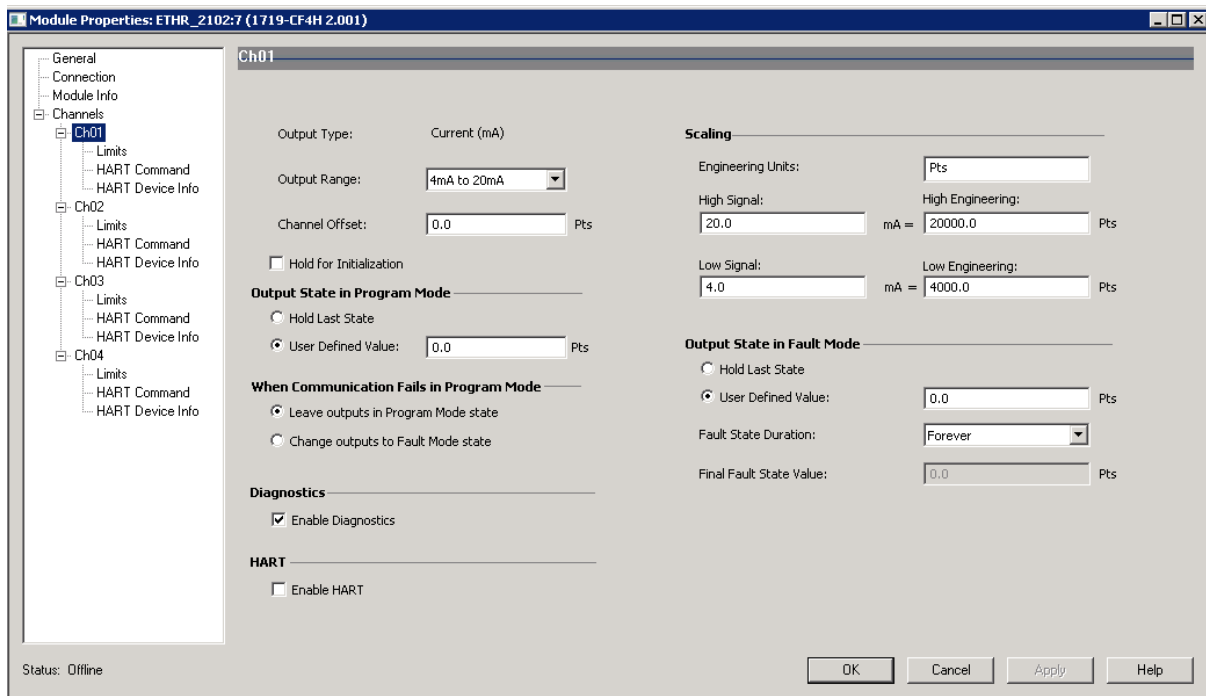 Module Properties: ETHR_2102:7 (1719-CF4H 2.001)
General
Connection
Module Info
Channels
Ch01
Limits
HART Command
HART Device Info
Ch02
Limits
HART Command
HART Device Info
Ch03
Limits
HART Command
HART Device Info
Ch04
Limits
HART Command
HART Device Info
Ch01
Output Type: Current (mA)
Output Range: 4mA to 20mA
Channel Offset: 0.0 Pts
Hold for Initialization
Output State in Program Mode
Hold Last State
User Defined Value: 0.0 Pts
When Communication Fails in Program Mode
Leave outputs in Program Mode state
Change outputs to Fault Mode state
Diagnostics
Enable Diagnostics
HART
Enable HART
Scaling
Engineering Units: Pts
High Signal: High Engineering:
20.0 mA = 20000.0 Pts
Low Signal: Low Engineering:
4.0 mA = 4000.0 Pts
Output State in Fault Mode
Hold Last State
User Defined Value: 0.0 Pts
Fault State Duration: Forever
Final Fault State Value: 0.0 Pts
Status: Offline
OK Cancel Apply Help